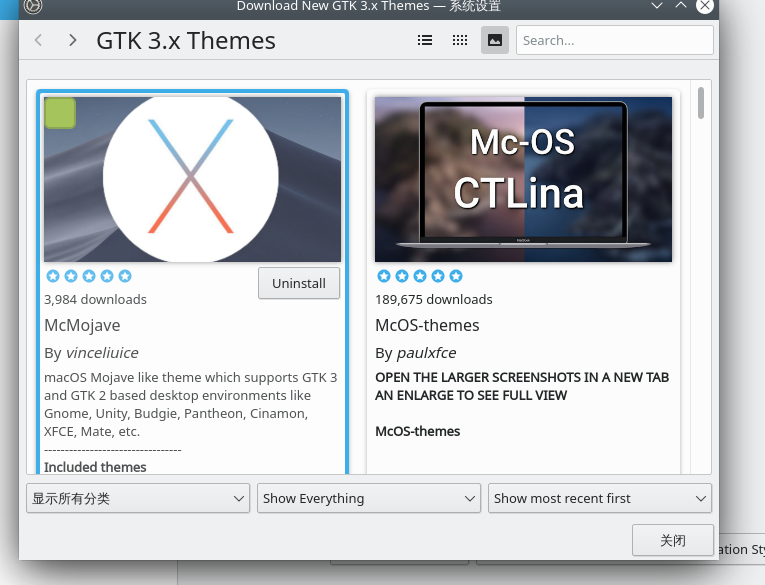 Download New GTK 3.x Themes — 系统设置
GTK 3.x Themes
Search...
Mc-OS
CTLina
Uninstall
3,984 downloads
McMojave
By vinceliuice
macOS Mojave like theme which supports GTK 3
and GTK 2 based desktop environments like
Gnome, Unity, Budgie, Pantheon, Cinamon,
XFCE, Mate, etc.
--------------------------------
Included themes
189,675 downloads
McOS-themes
By paulxfce
OPEN THE LARGER SCREENSHOTS IN A NEW TAB
AN ENLARGE TO SEE FULL VIEW
McOS-themes
显示所有分类
Show Everything
Show most recent first
关闭